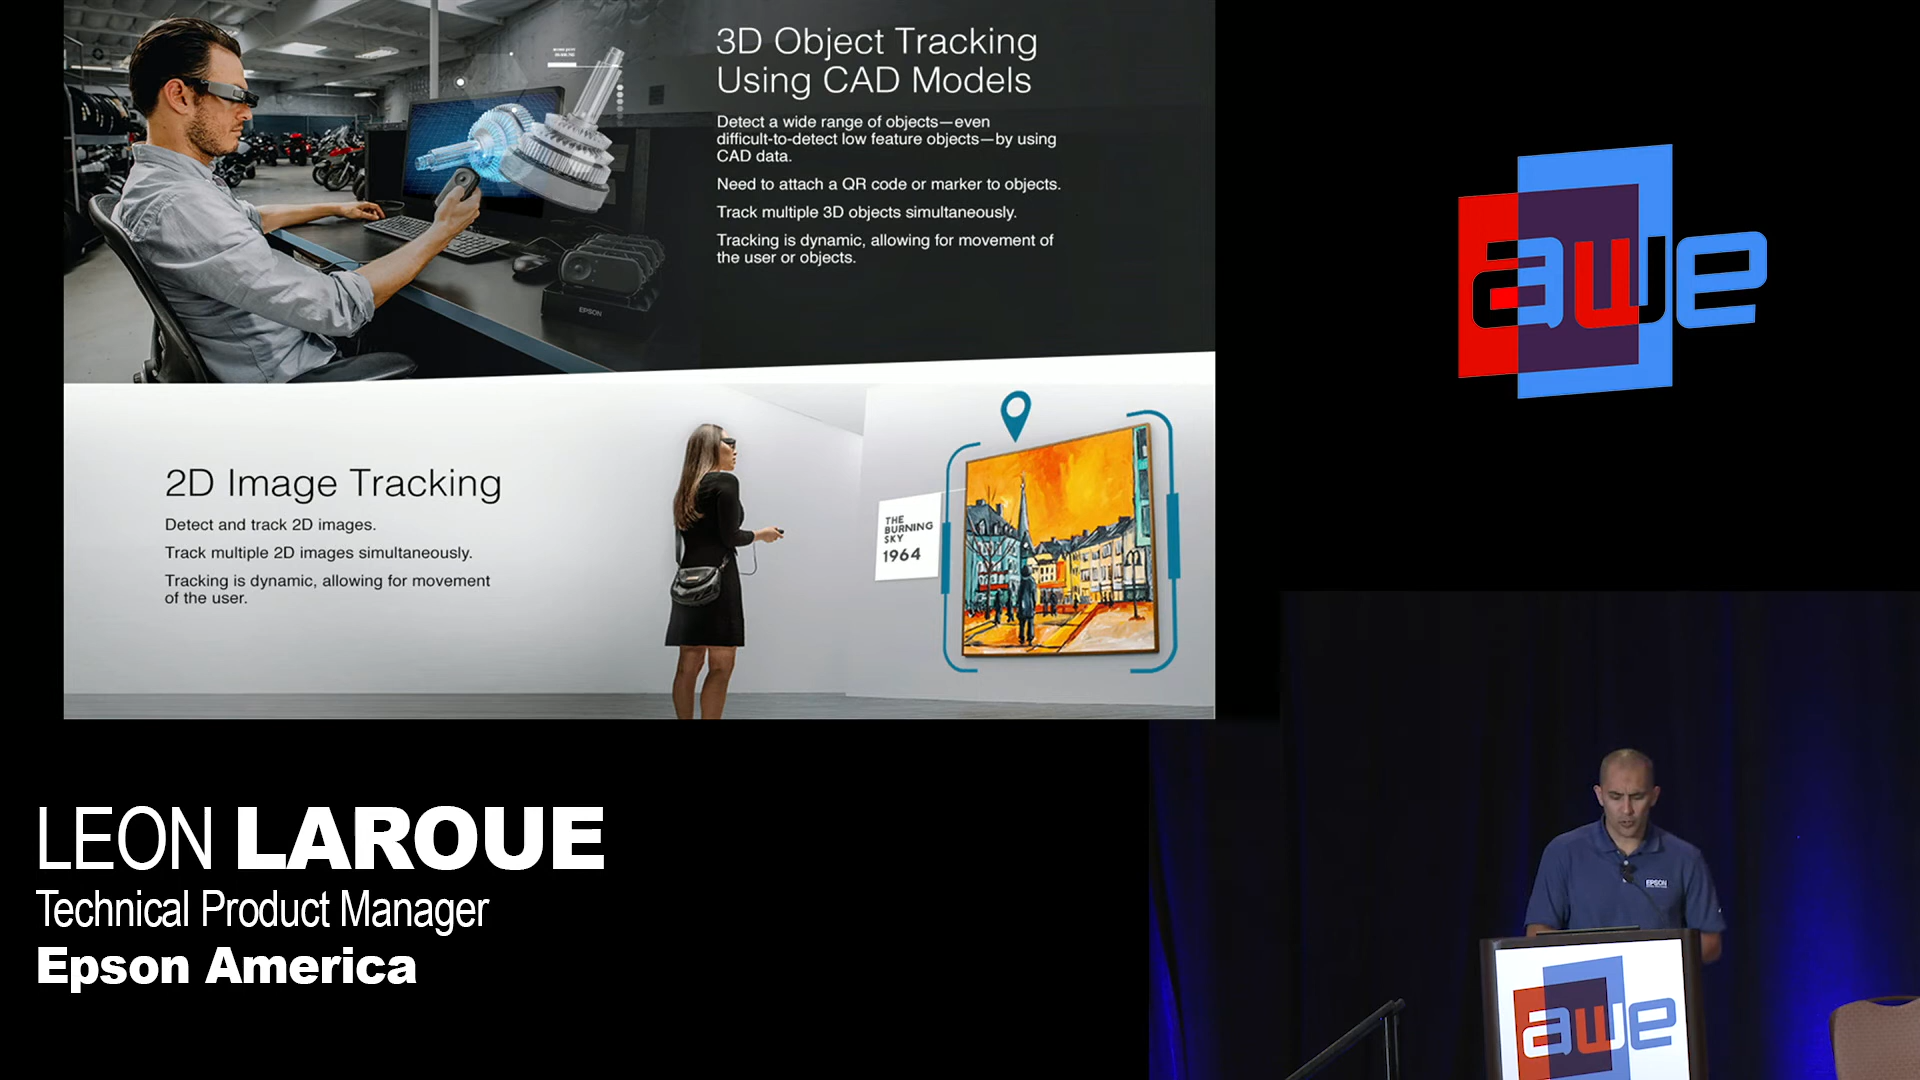 3D Object Tracking
Using CAD Models
Detect a wide range of objects—even
difficult-to-detect low feature objects—by using
CAD data.
Need to attach a QR code or marker to objects.
Track multiple 3D objects simultaneously.
Tracking is dynamic, allowing for movement of
the user or objects.
EPSON
2D Image Tracking
Detect and track 2D images.
Track multiple 2D images simultaneously.
Tracking is dynamic, allowing for movement
of the user.
THE
BURNING
SKY
1964
awe
LEON LAROUE
Technical Product Manager
Epson America
EPSON
awe